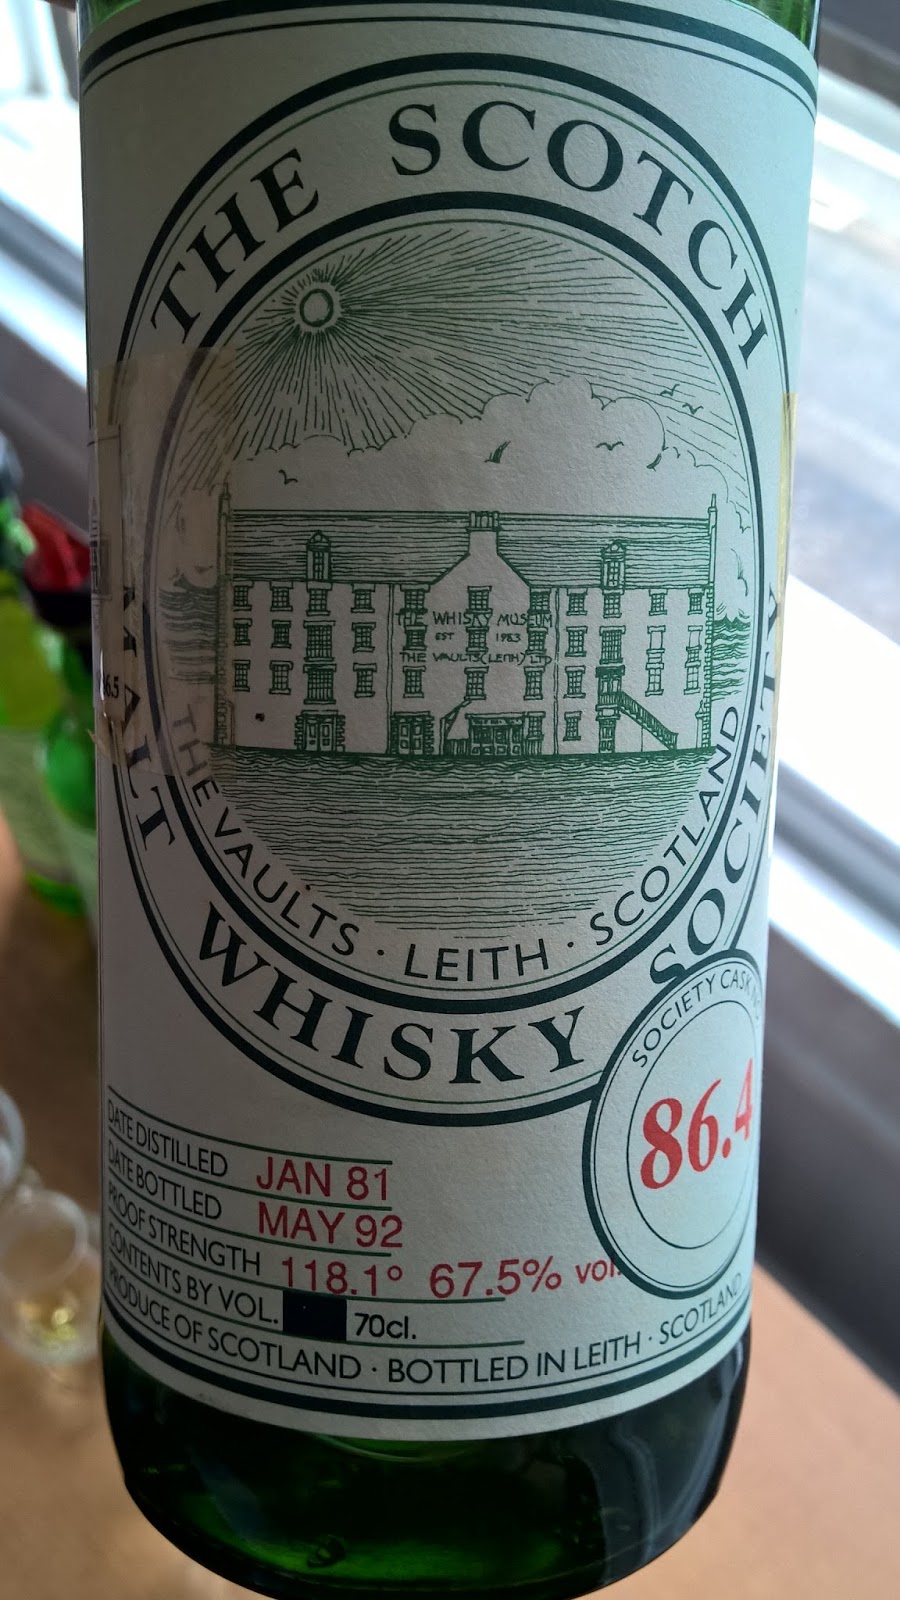 THE SCOTCH
MALT WHISKY SOCIETY
THE WHISKY MUSEUM
EST 1983
THE VAULTS (LEITH) LTD
THE VAULTS · LEITH · SCOTLAND
SOCIETY CASK NO
86.4
DATE DISTILLED JAN 81
DATE BOTTLED MAY 92
PROOF STRENGTH 118.1° 67.5% vol.
CONTENTS BY VOL. 70cl.
PRODUCE OF SCOTLAND · BOTTLED IN LEITH · SCOTLAND